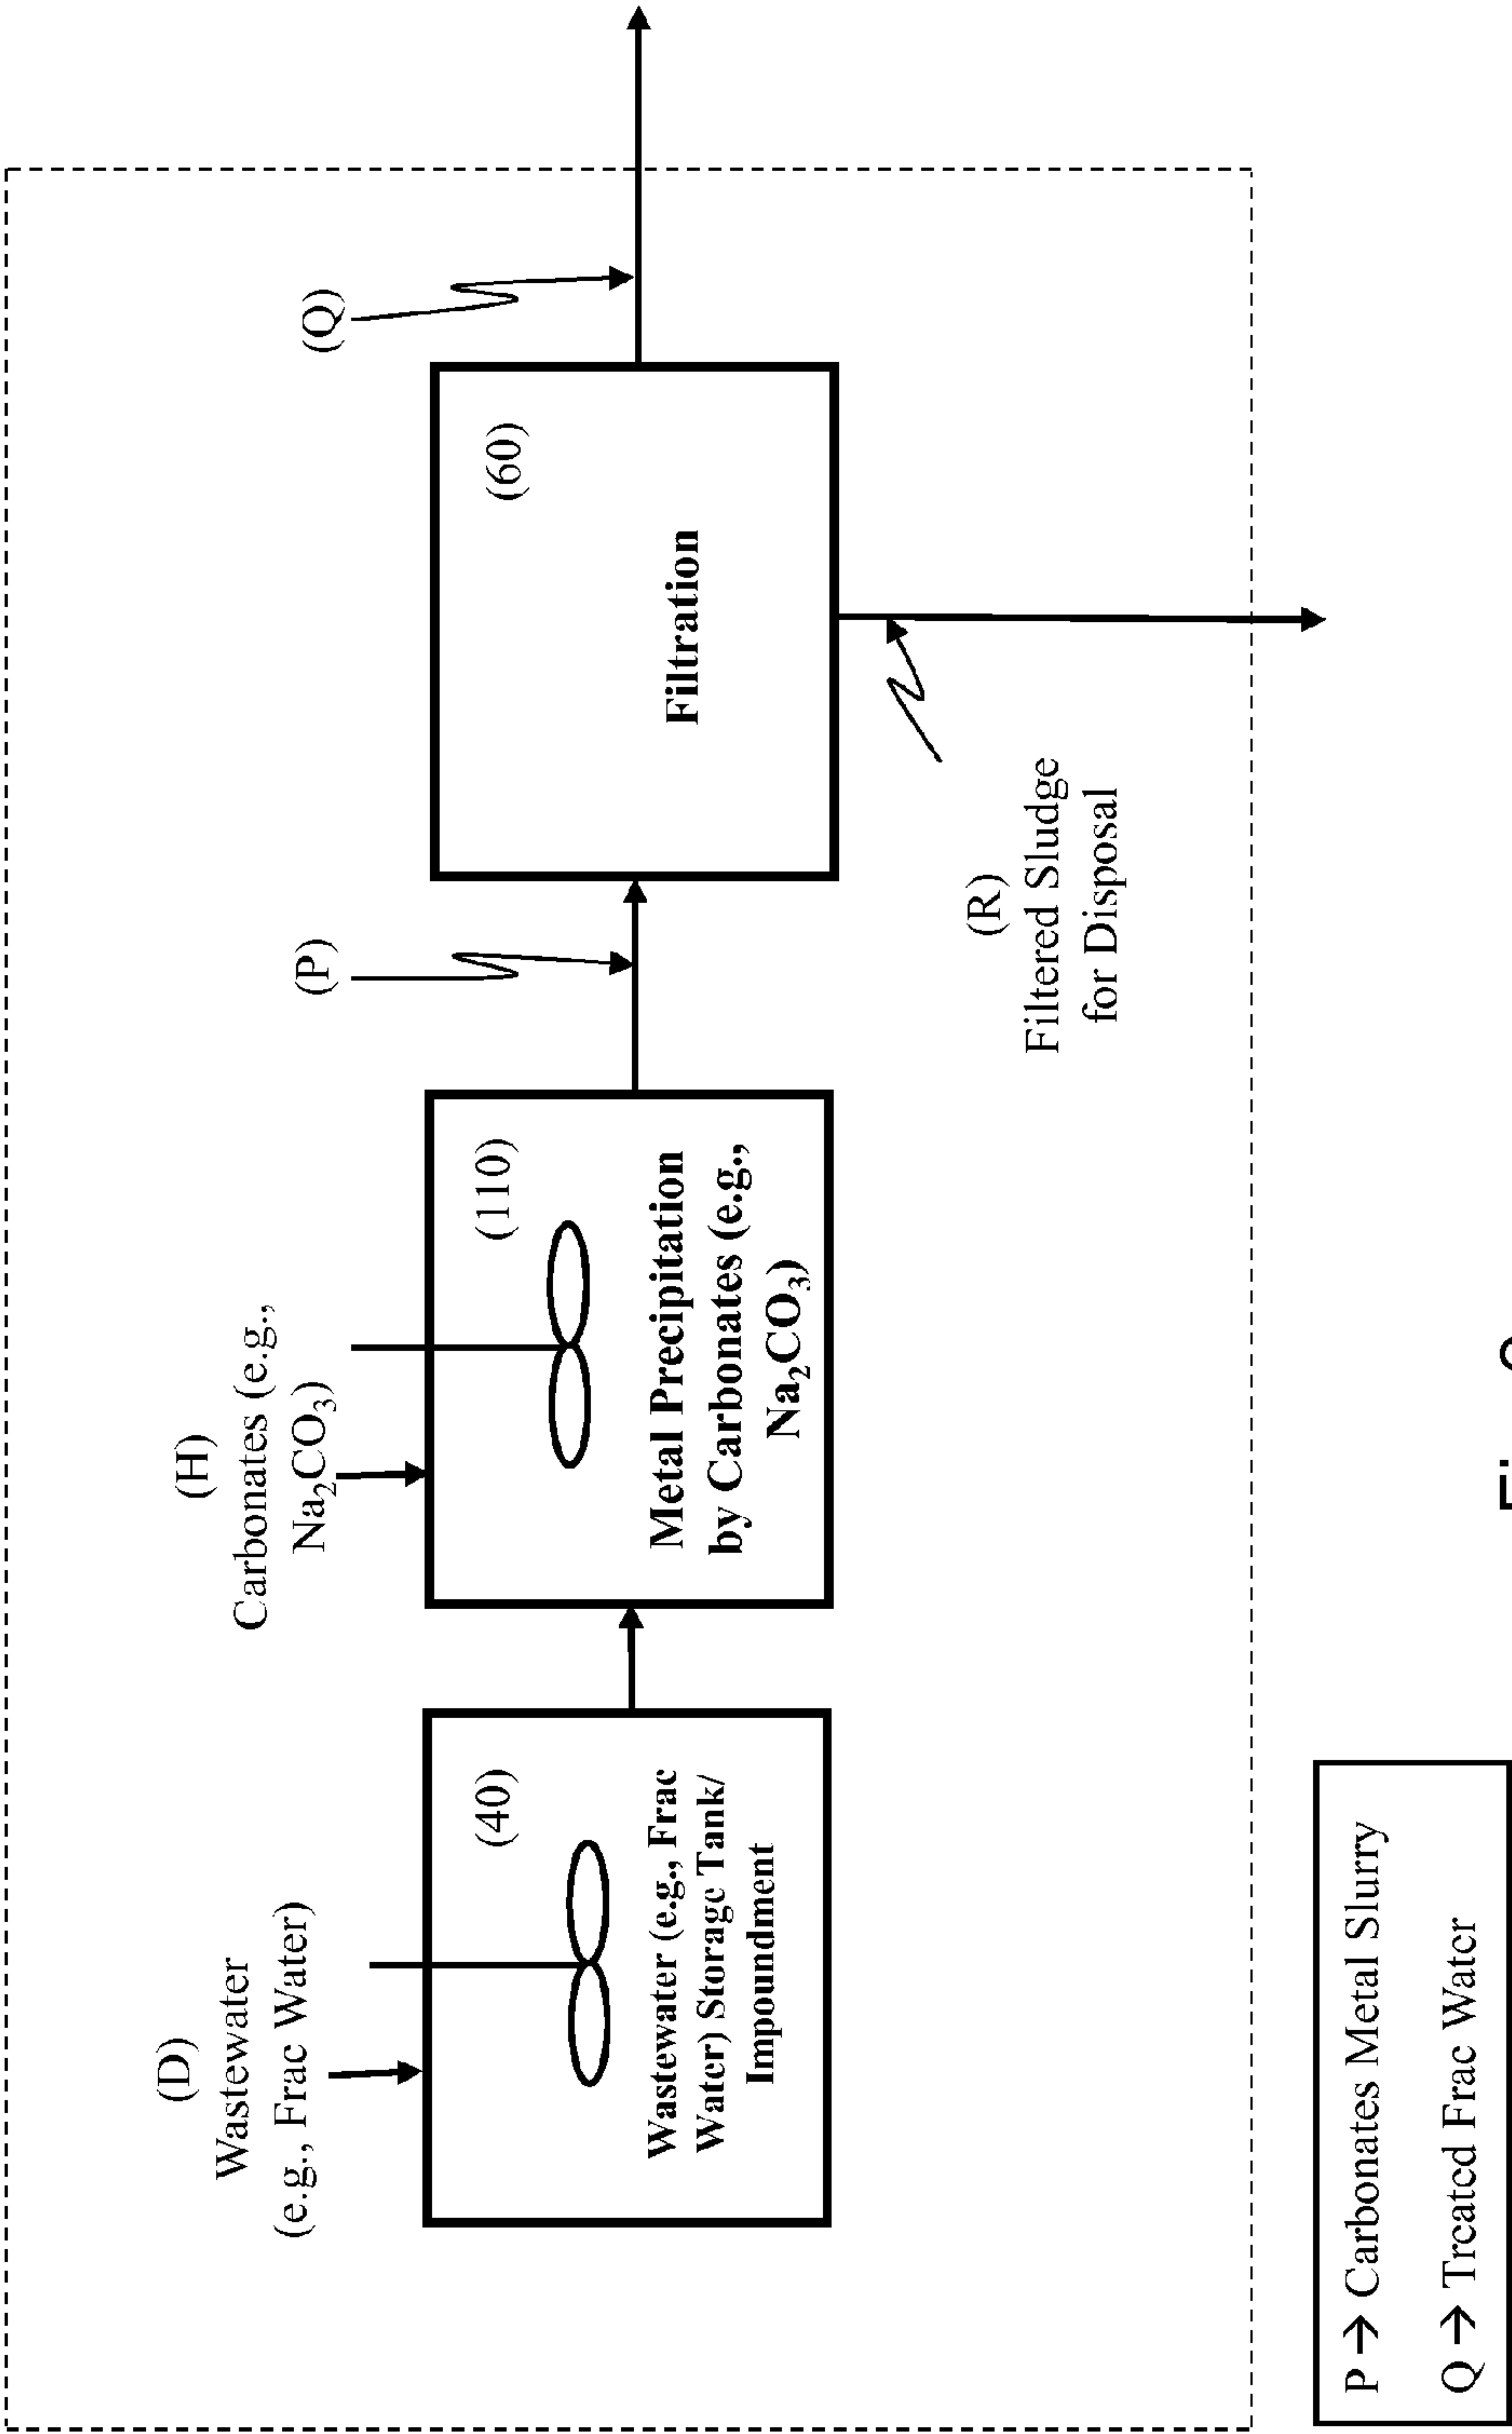 (D)
Wastewater
(e.g., Frac Water)
(40)
Wastewater (e.g., Frac
Water) Storage Tank/
Impoundment
(H)
Carbonates (e.g.,
Na₂CO₃)
(110)
Metal Precipitation
by Carbonates (e.g.,
Na₂CO₃)
(P)
(60)
Filtration
(Q)
(R)
Filtered Sludge
for Disposal
P → Carbonates Metal Slurry
Q → Treated Frac Water